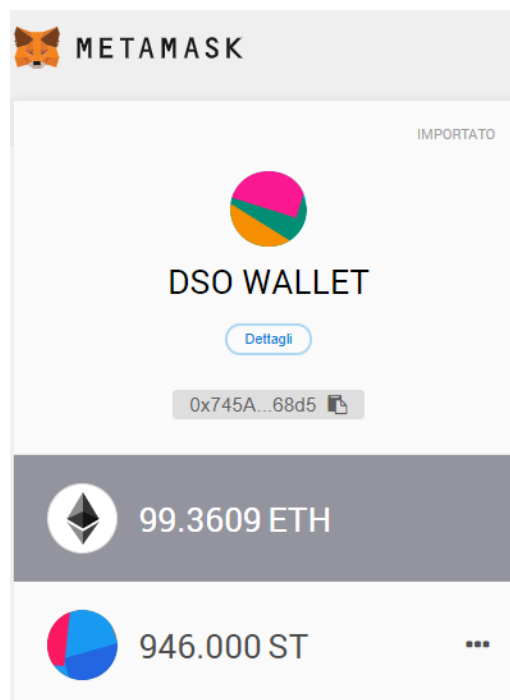 METAMASK
IMPORTATO
DSO WALLET
Dettagli
0x745A...68d5
99.3609 ETH
946.000 ST